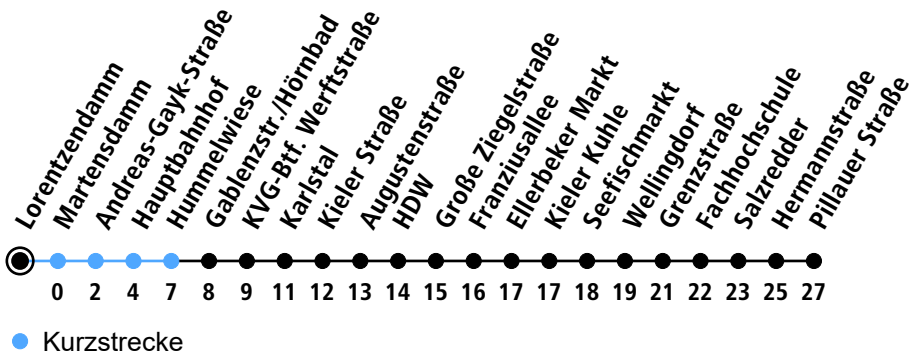 Lorentzendamm
Martensdamm
Andreas-Gayk-Straße
Hauptbahnhof
Hummelwiese
Gablenzstr./Hörnbad
KVG-Btf. Werftstraße
Karlstal
Kieler Straße
Augustenstraße
HDW
Große Ziegelstraße
Franziusallee
Ellerbeker Markt
Kieler Kuhle
Seefischmarkt
Wellingdorf
Grenzstraße
Fachhochschule
Salzredder
Hermannstraße
Pillauer Straße
0 2 4 7 8 9 11 12 13 14 15 16 17 17 18 19 21 22 23 25 27
Kurzstrecke